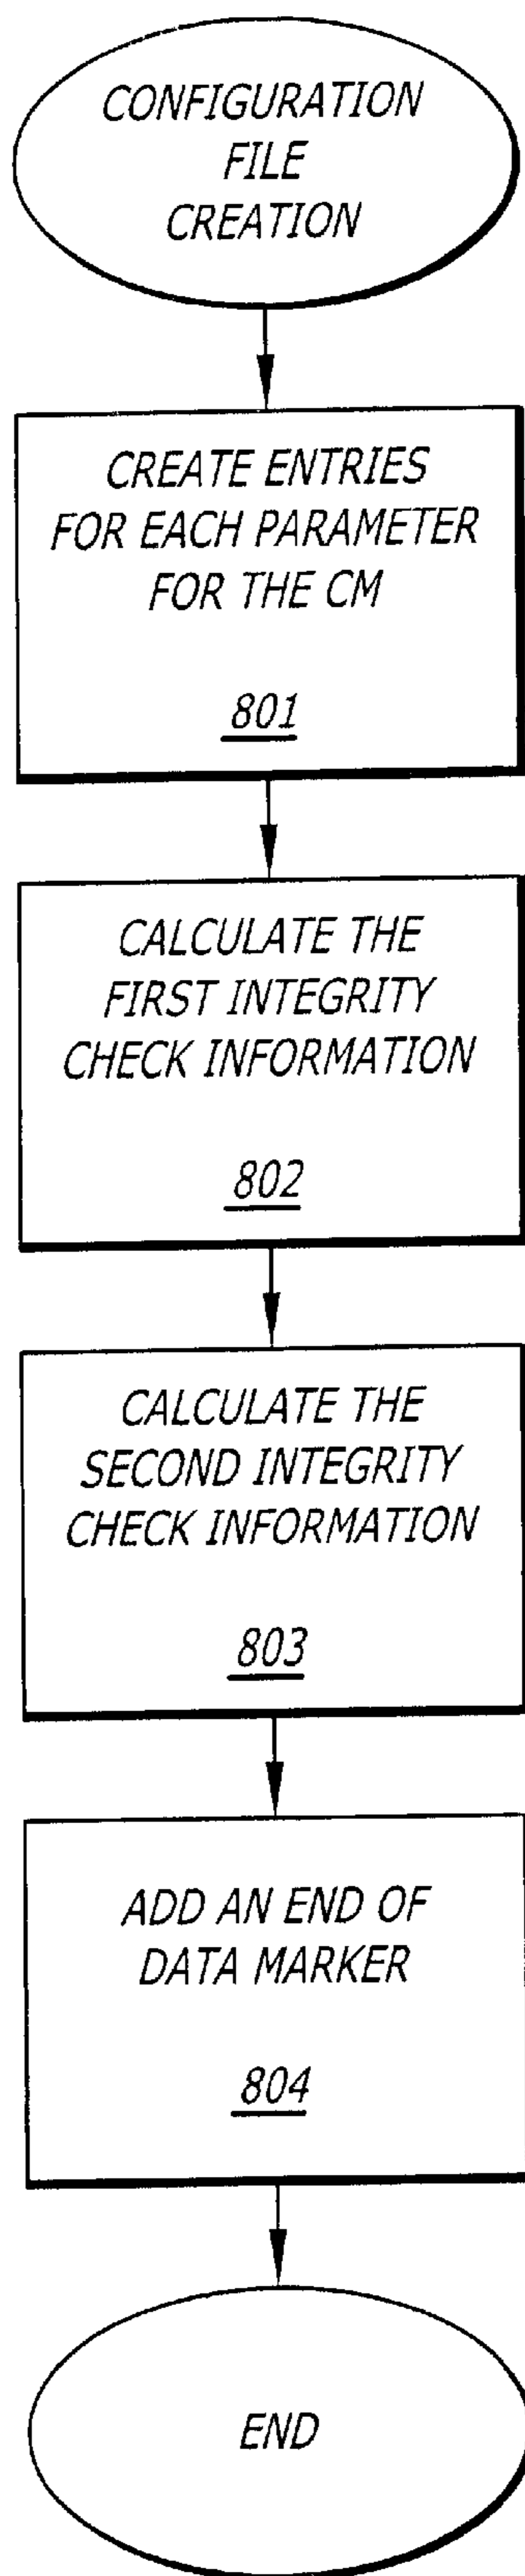 CONFIGURATION
FILE
CREATION
CREATE ENTRIES
FOR EACH PARAMETER
FOR THE CM
801
CALCULATE THE
FIRST INTEGRITY
CHECK INFORMATION
802
CALCULATE THE
SECOND INTEGRITY
CHECK INFORMATION
803
ADD AN END OF
DATA MARKER
804
END